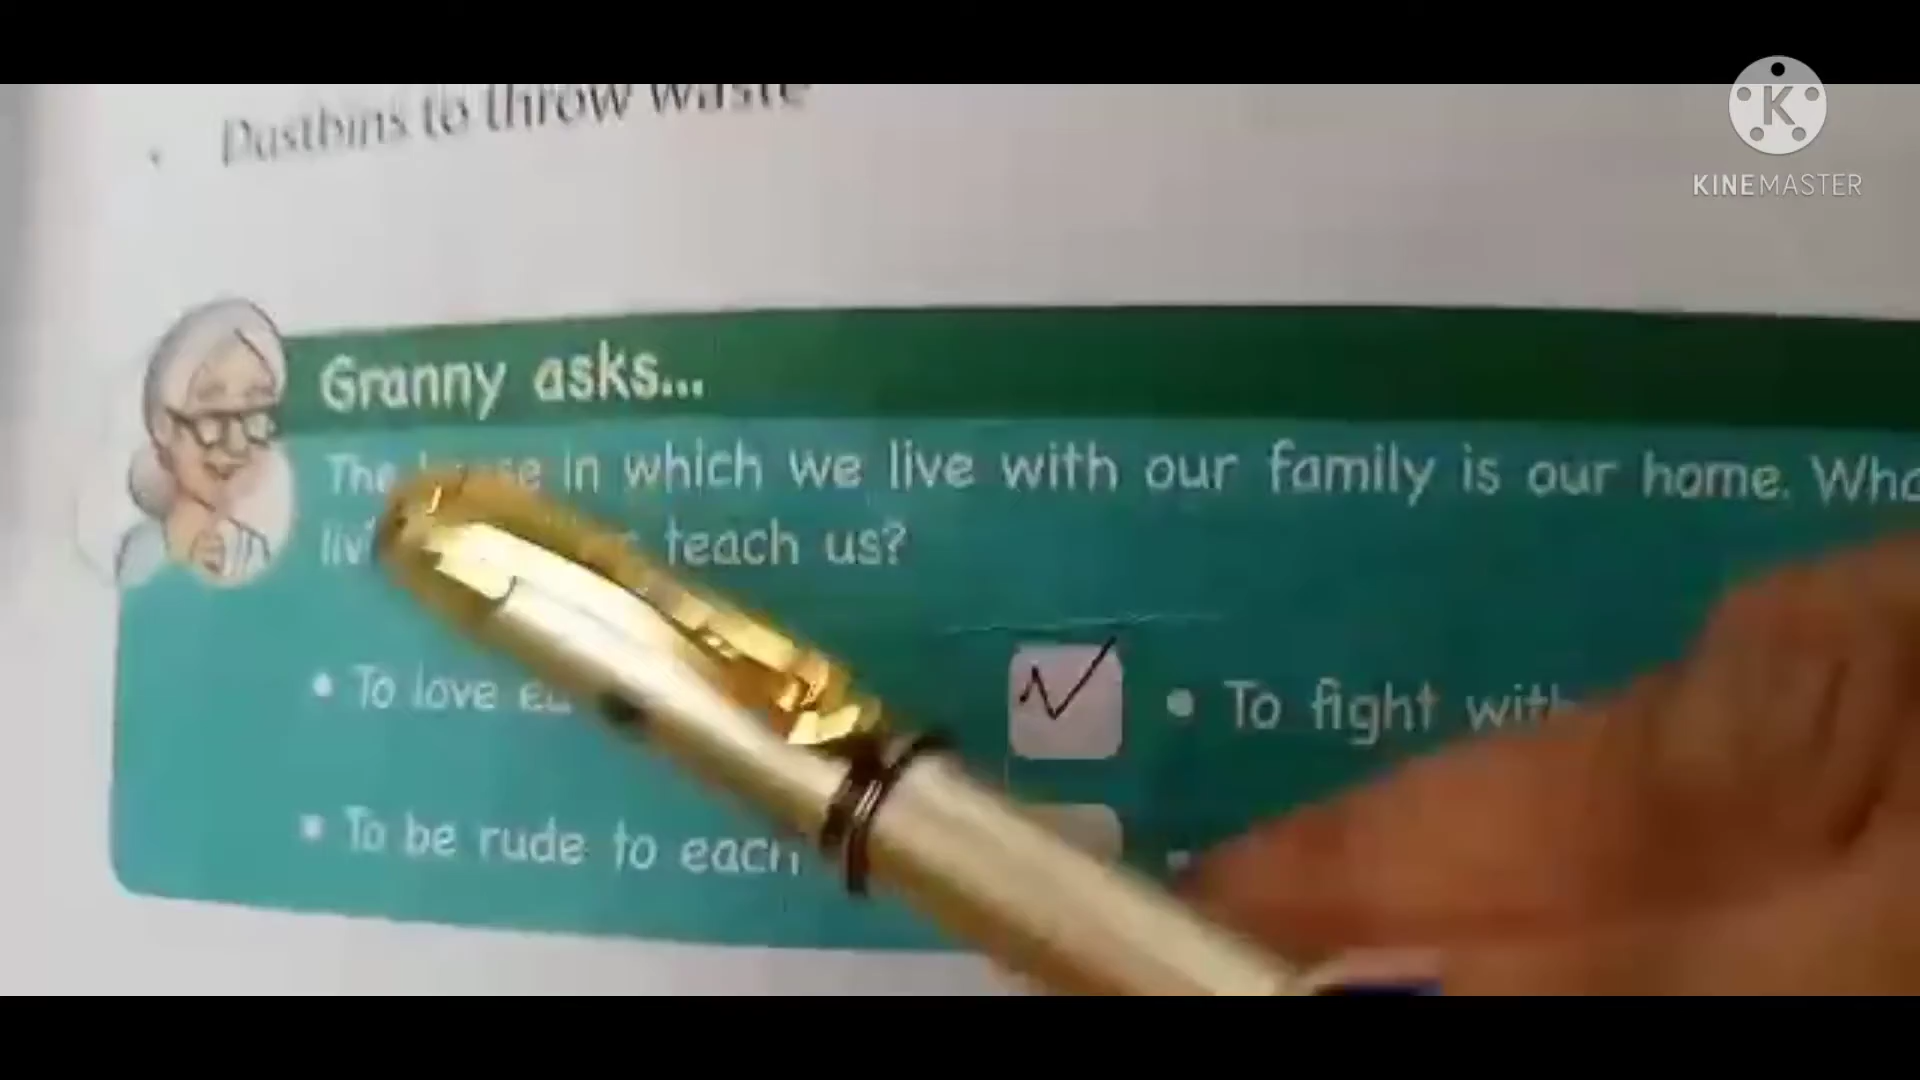 Dustbins to throw waste
KINEMASTER
Granny asks...
The in which we live with our family is our home.
teach us?
To love
To fight with
To be rude to each